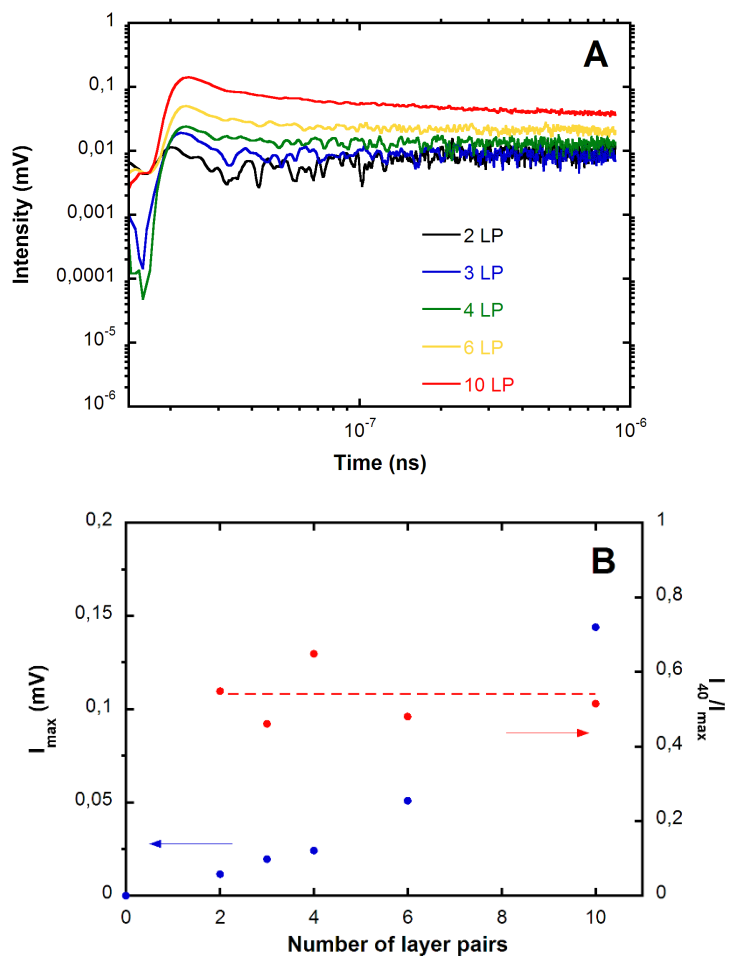 A
1
0,1
0,01
0,001
0,0001
10^-5
10^-6
Intensity (mV)
2 LP
3 LP
4 LP
6 LP
10 LP
10^-7
10^-6
Time (ns)
B
0,2
0,15
0,1
0,05
0
I_max (mV)
1
0,8
0,6
0,4
0,2
0
I_40/I_max
0
2
4
6
8
10
Number of layer pairs